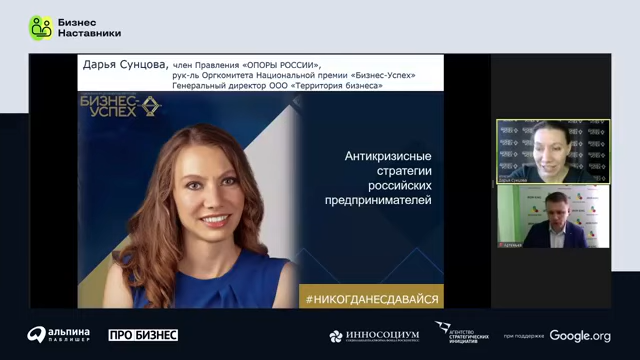 Бизнес
Наставники
Дарья Сунцова, член Правления «ОПОРЫ РОССИИ»,
рук-ль Оргкомитета Национальной премии «Бизнес-Успех»
Генеральный директор ООО «Территория бизнеса»
БИЗНЕС-
УСПЕХ
Антикризисные
стратегии
российских
предпринимателей
#НИКОГДАНЕСДАВАЙСЯ
Дарья Сунцова
альпина
ПАБЛИШЕР
ПРО БИЗНЕС
ИННОСОЦИУМ
АГЕНТСТВО
СТРАТЕГИЧЕСКИХ
ИНИЦИАТИВ
при поддержке Google.org